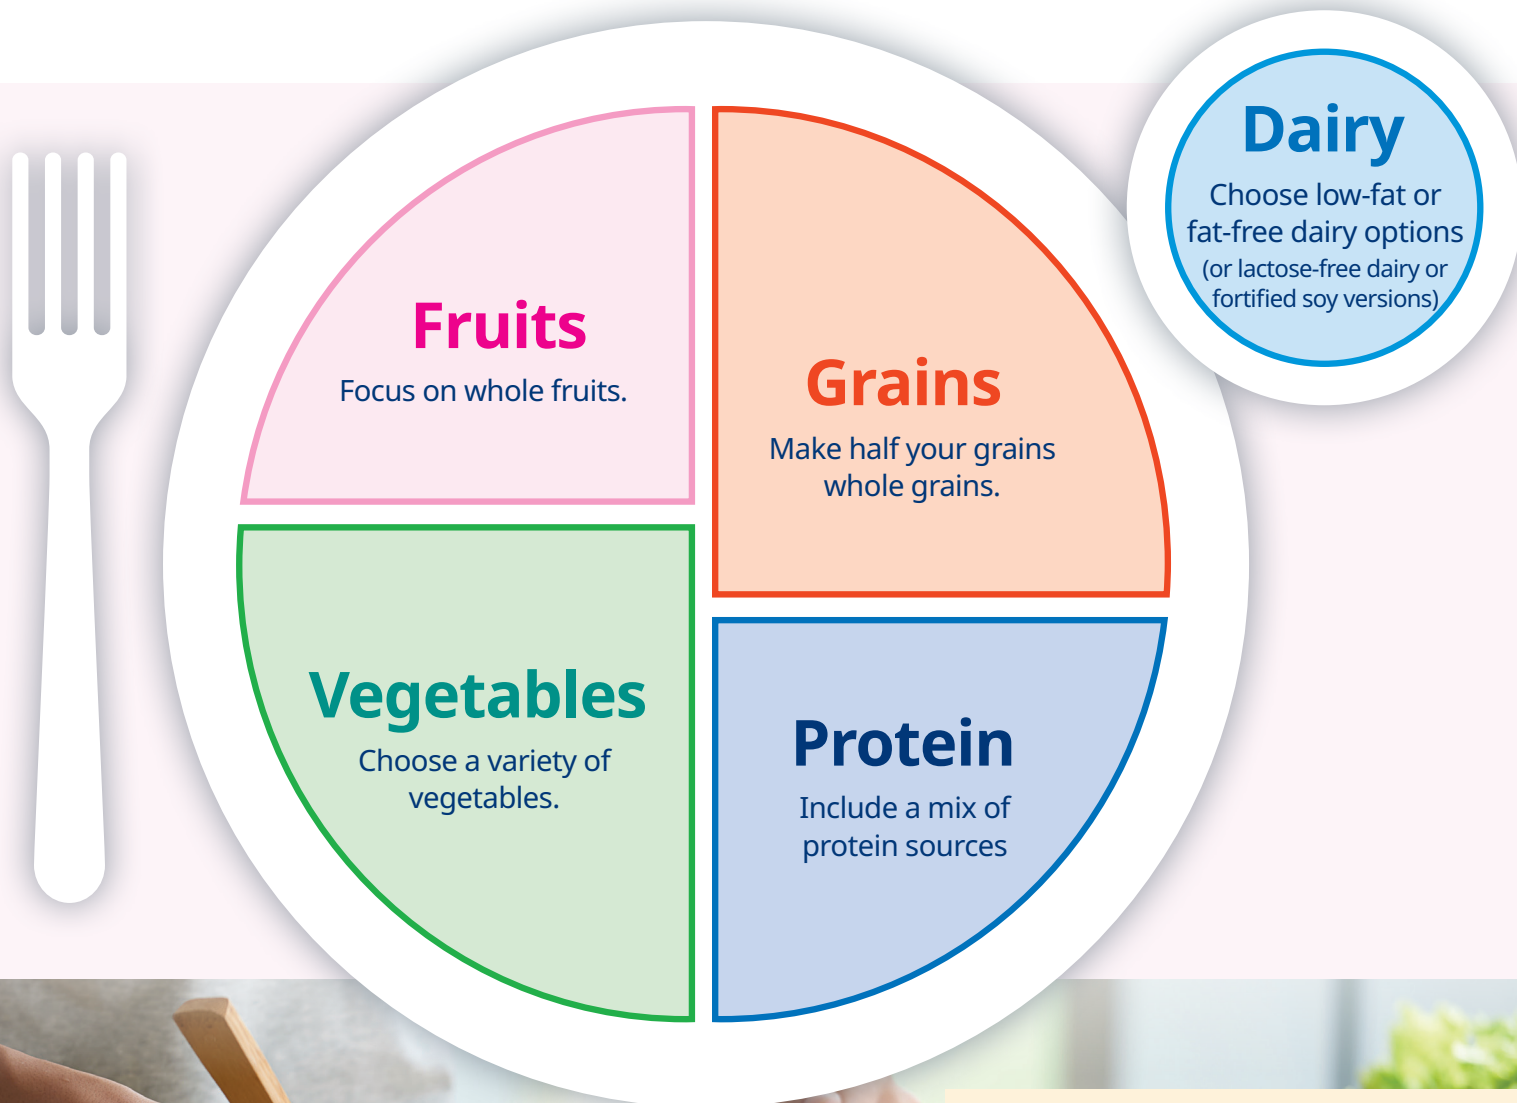 Dairy
Choose low-fat or
fat-free dairy options
(or lactose-free dairy or
fortified soy versions)
Fruits
Focus on whole fruits.
Grains
Make half your grains
whole grains.
Vegetables
Choose a variety of
vegetables.
Protein
Include a mix of
protein sources